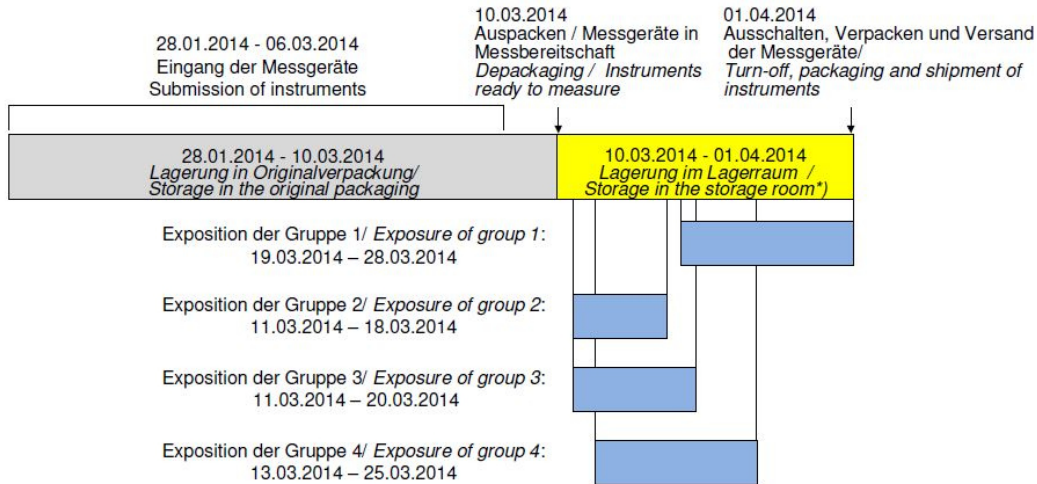 28.01.2014 - 06.03.2014
Eingang der Messgeräte
Submission of instruments
10.03.2014
Auspacken / Messgeräte in
Messbereitschaft
Depackaging / Instruments
ready to measure
01.04.2014
Ausschalten, Verpacken und Versand
der Messgeräte/
Turn-off, packaging and shipment of
instruments
28.01.2014 - 10.03.2014
Lagerung in Originalverpackung/
Storage in the original packaging
10.03.2014 - 01.04.2014
Lagerung im Lagerraum /
Storage in the storage room*)
Exposition der Gruppe 1/ Exposure of group 1:
19.03.2014 – 28.03.2014
Exposition der Gruppe 2/ Exposure of group 2:
11.03.2014 – 18.03.2014
Exposition der Gruppe 3/ Exposure of group 3:
11.03.2014 – 20.03.2014
Exposition der Gruppe 4/ Exposure of group 4:
13.03.2014 – 25.03.2014